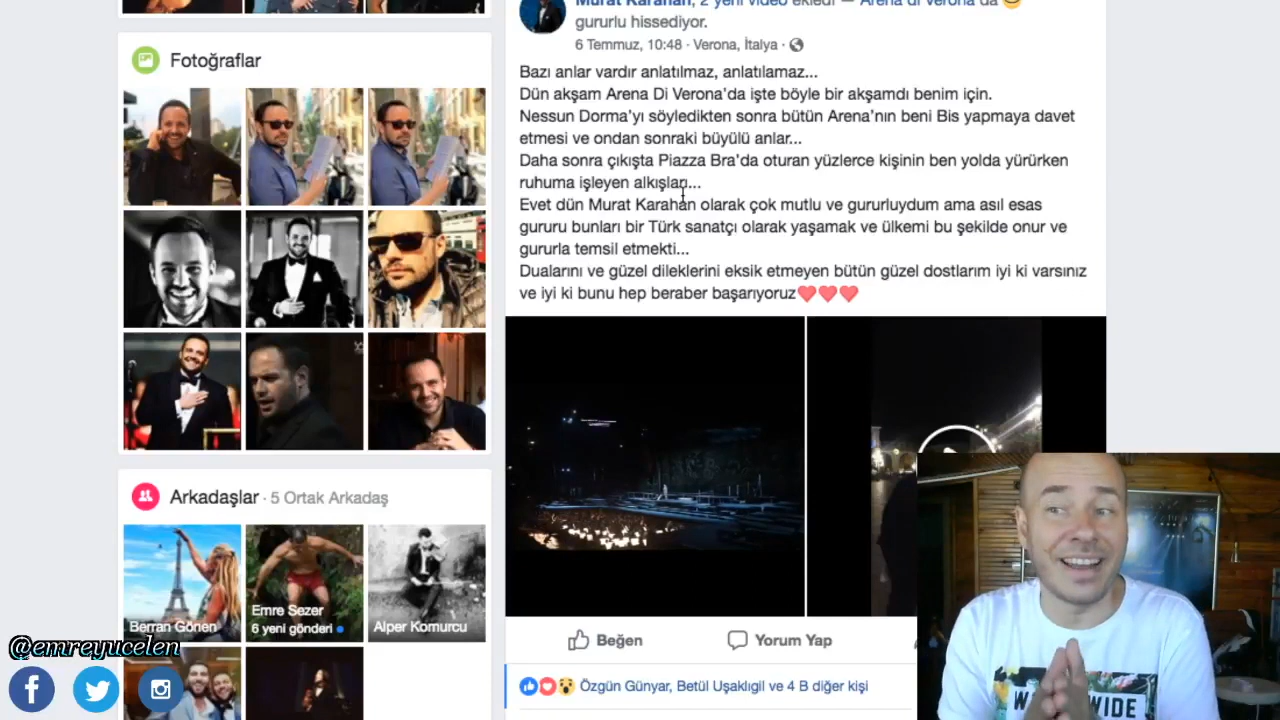 Murat Karahan, 2 yeni video ekledi — Arena di Verona'da
gururlu hissediyor.
6 Temmuz, 10:48 · Verona, İtalya ·
Fotoğraflar
Bazı anlar vardır anlatılmaz, anlatılamaz...
Dün akşam Arena Di Verona'da işte böyle bir akşamdı benim için.
Nessun Dorma'yı söyledikten sonra bütün Arena'nın beni Bis yapmaya davet
etmesi ve ondan sonraki büyülü anlar...
Daha sonra çıkışta Piazza Bra'da oturan yüzlerce kişinin ben yolda yürürken
ruhuma işleyen alkışları...
Evet dün Murat Karahan olarak çok mutlu ve gururluydum ama asıl esas
gururu bunları bir Türk sanatçı olarak yaşamak ve ülkemi bu şekilde onur ve
gururla temsil etmekti...
Dualarını ve güzel dileklerini eksik etmeyen bütün güzel dostlarım iyi ki varsınız
ve iyi ki bunu hep beraber başarıyoruz❤❤❤
Arkadaşlar · 5 Ortak Arkadaş
Berran Gönen
Emre Sezer
6 yeni gönderi
Alper Komurcu
Beğen
Yorum Yap
Özgün Günyar, Betül Uşaklıgil ve 4 B diğer kişi
@emreyucelen